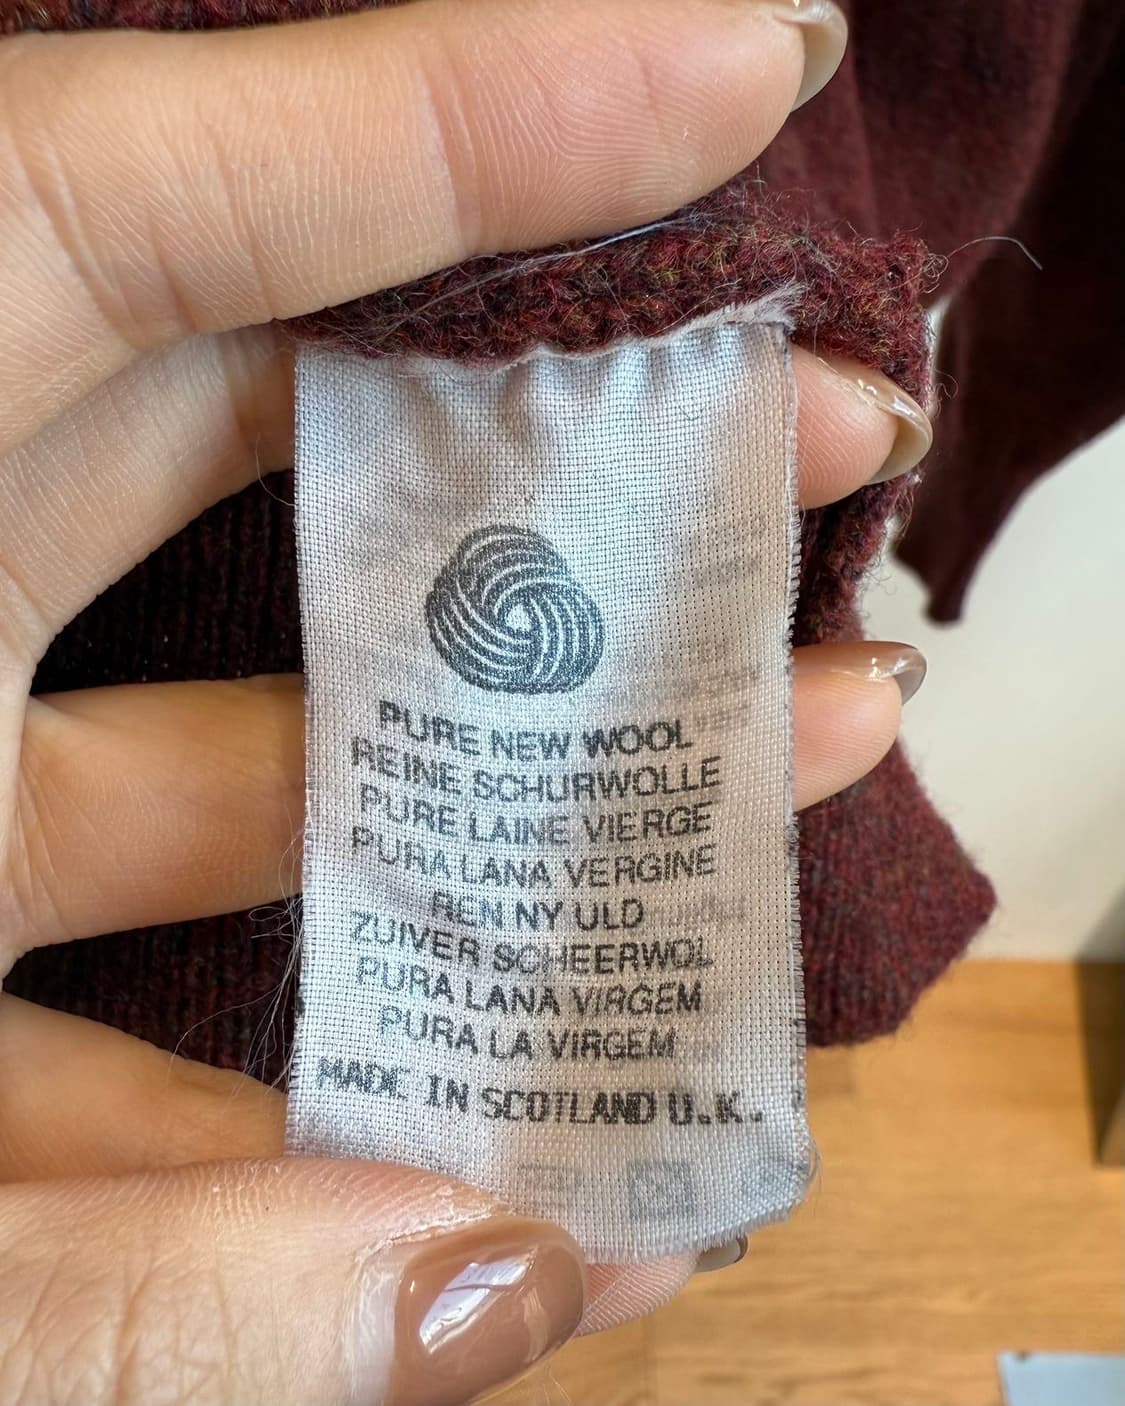 PURE NEW WOOL
REINE SCHURWOLLE
PURE LAINE VIERGE
PURA LANA VERGINE
REN NY ULD
ZUIVER SCHEERWOL
PURA LANA VIRGEM
PURA LA VIRGEM
MADE IN SCOTLAND U.K.